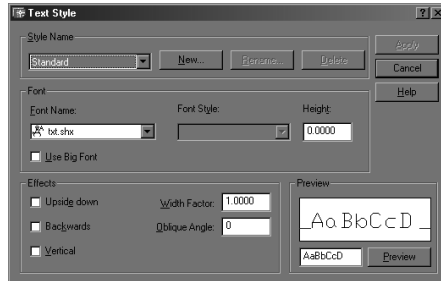 Text Style
Style Name
Standard
New...
Rename...
Delete
Apply
Cancel
Help
Font
Font Name:
Font Style:
Height:
txt.shx
0.0000
Use Big Font
Effects
Upside down
Width Factor:
1.0000
Backwards
Oblique Angle:
0
Vertical
Preview
AaBbCcD
AaBbCcD
Preview